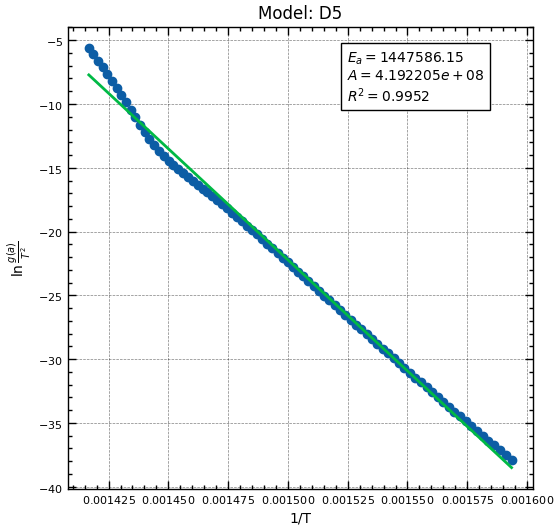 Model: D5
E_a = 1447586.15
A = 4.192205e + 08
R^2 = 0.9952
−5
−10
−15
−20
−25
−30
−35
−40
ln g(a)/T^2
0.001425 0.001450 0.001475 0.001500 0.001525 0.001550 0.001575 0.001600
1/T